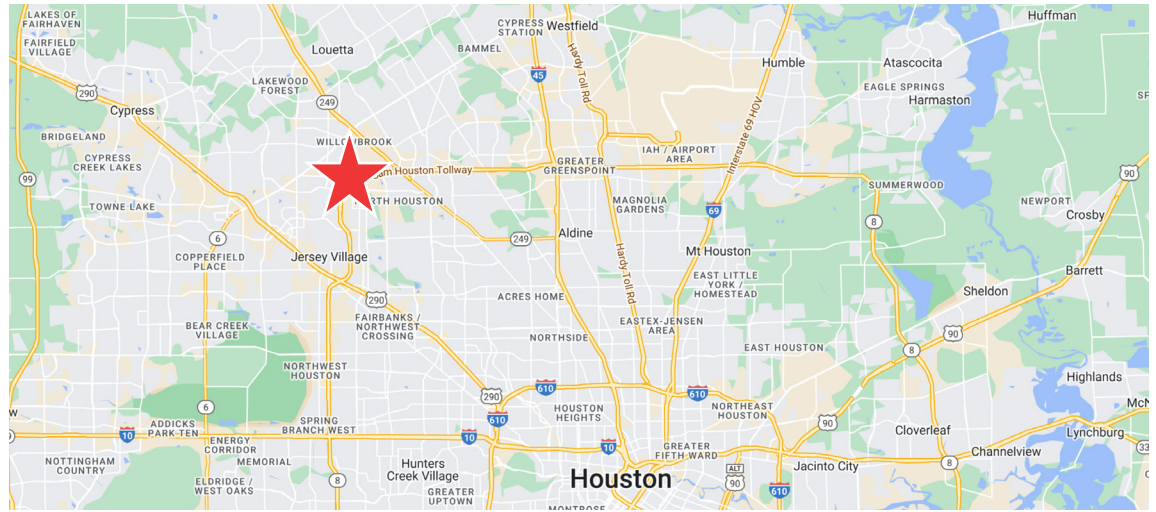 LAKES OF
FAIRHAVEN
FAIRFIELD
VILLAGE
Louetta
CYPRESS
STATION
Westfield
Huffman
BAMMEL
Hardy Toll Rd
45
Humble
Atascocita
EAGLE SPRINGS
Harmaston
290
Cypress
LAKEWOOD
FOREST
249
Interstate 69 HOV
BRIDGELAND
CYPRESS
CREEK LAKES
IAH / AIRPORT
AREA
GREATER
GREENSPOINT
Houston Tollway
99
90
TOWNE LAKE
MAGNOLIA
GARDENS
SUMMERWOOD
NEWPORT
Crosby
69
8
6
COPPERFIELD
PLACE
Jersey Village
249
Aldine
Mt Houston
Hardy Toll Rd
EAST LITTLE
YORK /
HOMESTEAD
Barrett
Sheldon
290
ACRES HOME
FAIRBANKS /
NORTHWEST
CROSSING
BEAR CREEK
VILLAGE
NORTHSIDE
EASTEX-JENSEN
AREA
EAST HOUSTON
90
8
NORTHWEST
HOUSTON
Highlands
290
610
610
610
6
HOUSTON
HEIGHTS
NORTHEAST
HOUSTON
90
ADDICKS
PARK TEN
SPRING
BRANCH WEST
ENERGY
CORRIDOR
10
10
10
Cloverleaf
Lynchburg
Channelview
GREATER
FIFTH WARD
NOTTINGHAM
COUNTRY
MEMORIAL
Hunters
Creek Village
Jacinto City
8
ALT
90
610
ELDRIDGE /
WEST OAKS
8
GREATER
UPTOWN
Houston
MONTROSE